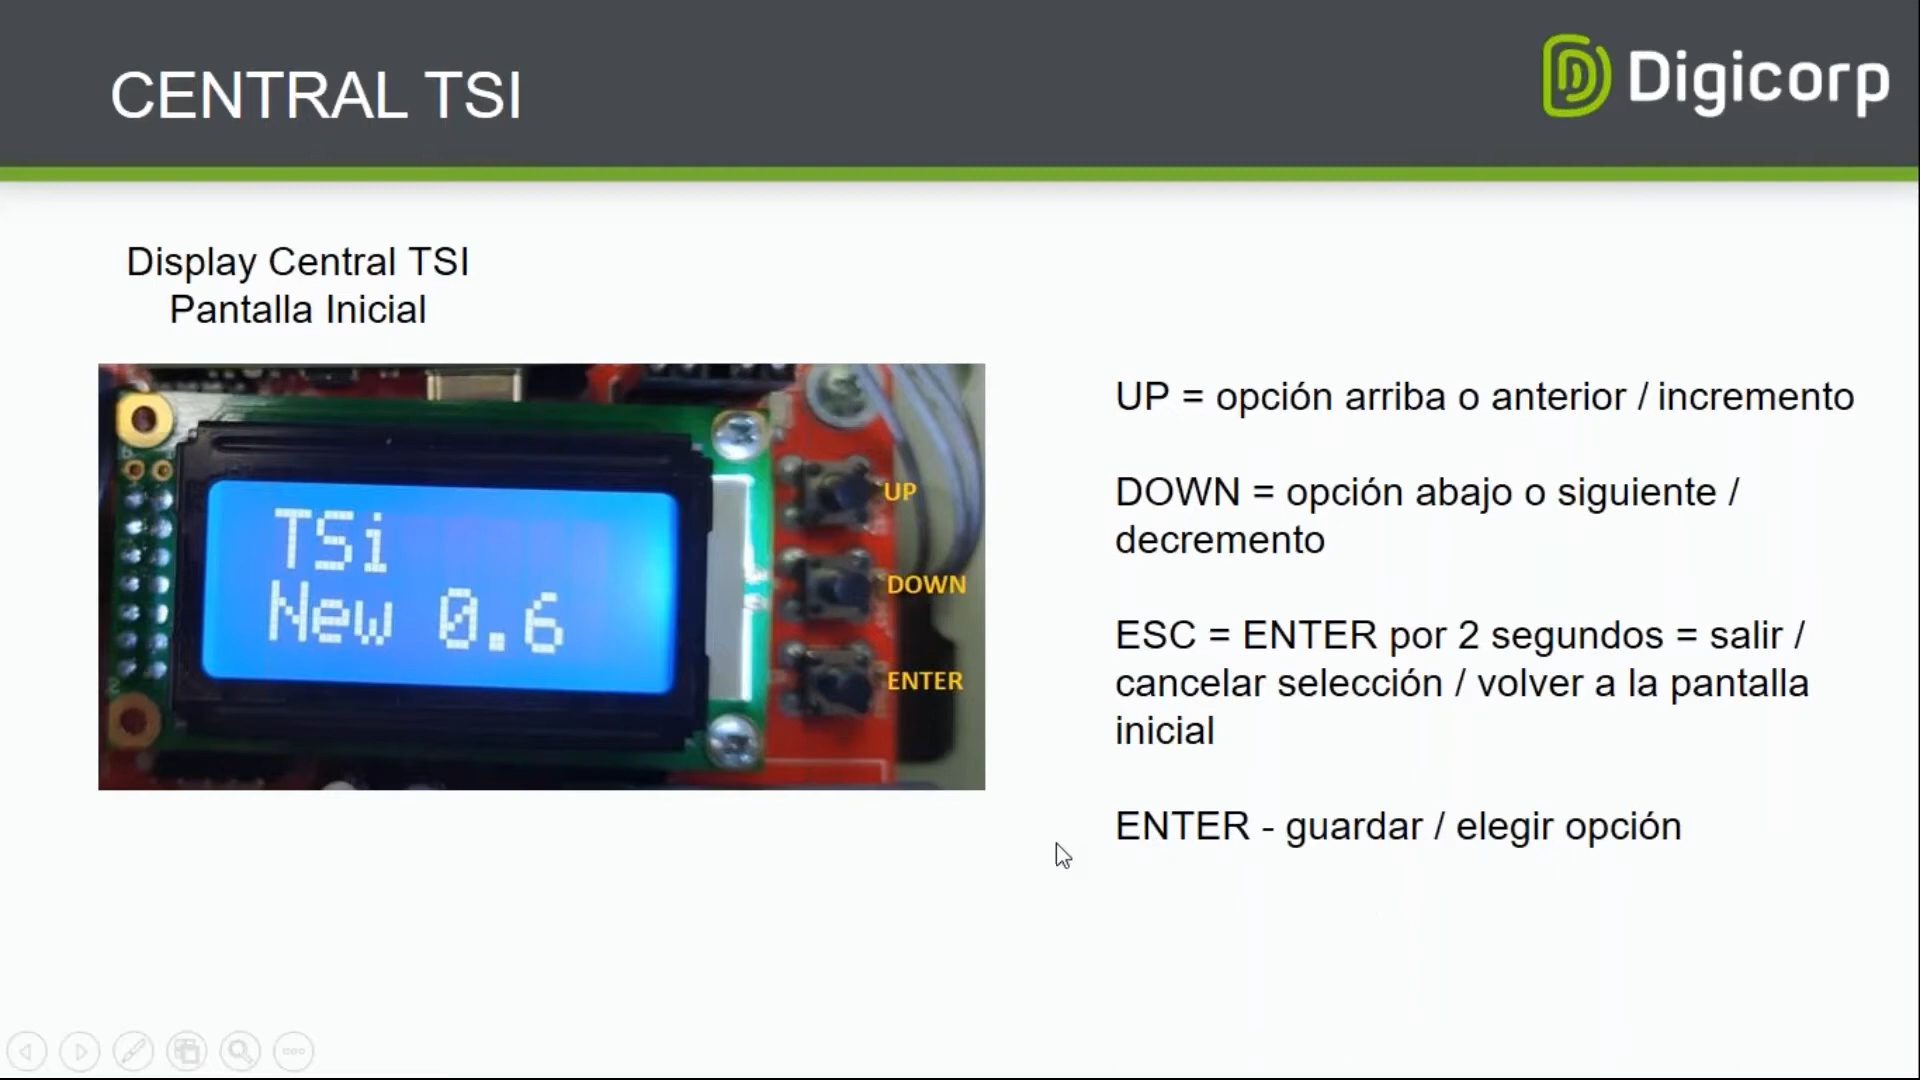 CENTRAL TSI
Digicorp
Display Central TSI
Pantalla Inicial
TSi
New 0.6
UP
DOWN
ENTER
UP = opción arriba o anterior / incremento
DOWN = opción abajo o siguiente /
decremento
ESC = ENTER por 2 segundos = salir /
cancelar selección / volver a la pantalla
inicial
ENTER - guardar / elegir opción